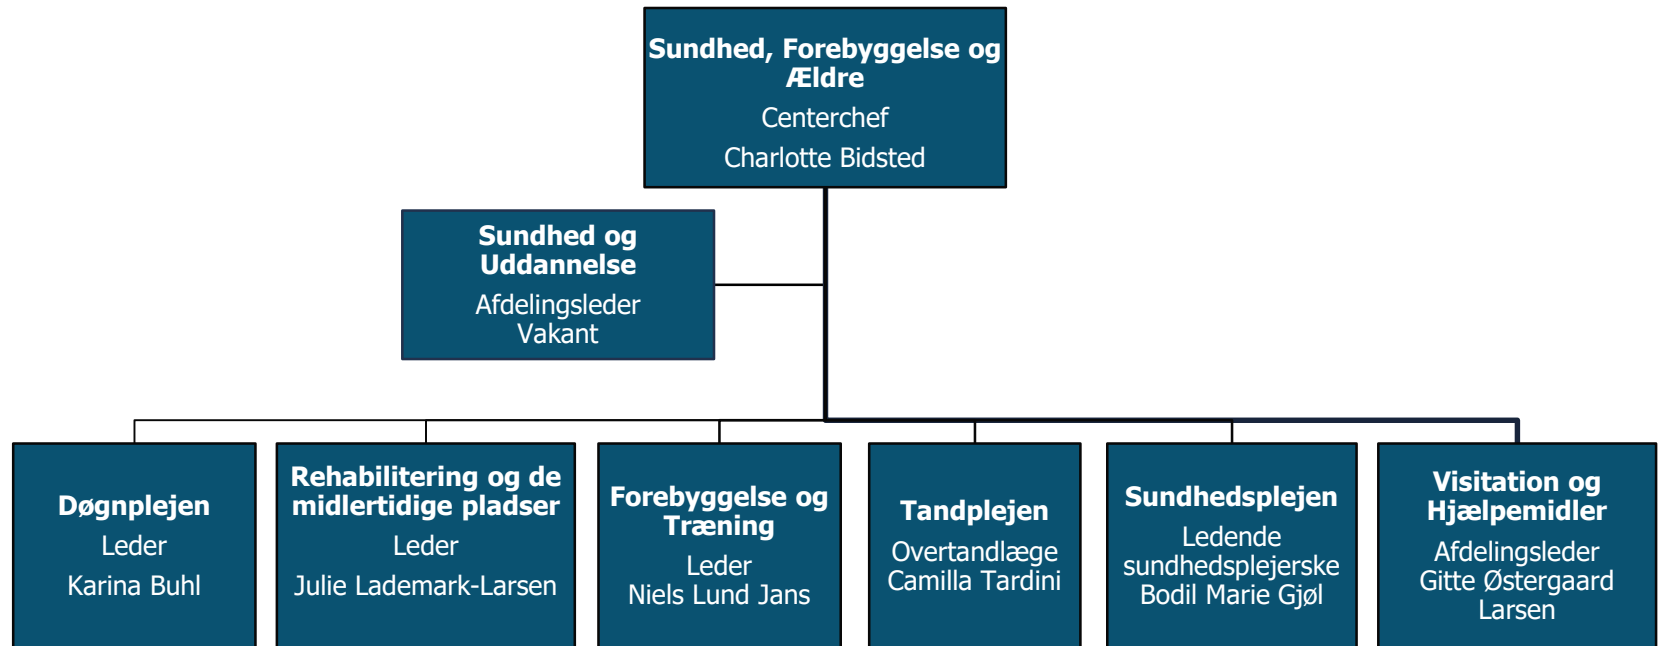 Sundhed, Forebyggelse og
Ældre
Centerchef
Charlotte Bidsted
Sundhed og
Uddannelse
Afdelingsleder
Vakant
Døgnplejen
Leder
Karina Buhl
Rehabilitering og de
midlertidige pladser
Leder
Julie Lademark-Larsen
Forebyggelse og
Træning
Leder
Niels Lund Jans
Tandplejen
Overtandlæge
Camilla Tardini
Sundhedsplejen
Ledende
sundhedsplejerske
Bodil Marie Gjøl
Visitation og
Hjælpemidler
Afdelingsleder
Gitte Østergaard
Larsen